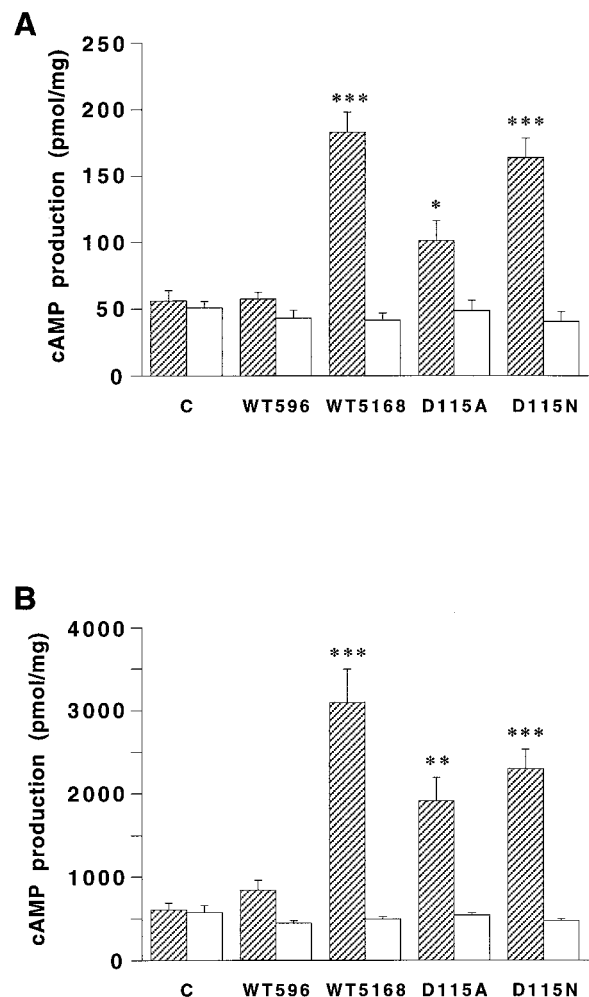 A
cAMP production (pmol/mg)
250
200
150
100
50
0
***
*
***
C WT596 WT5168 D115A D115N
B
cAMP production (pmol/mg)
4000
3000
2000
1000
0
***
**
***
C WT596 WT5168 D115A D115N